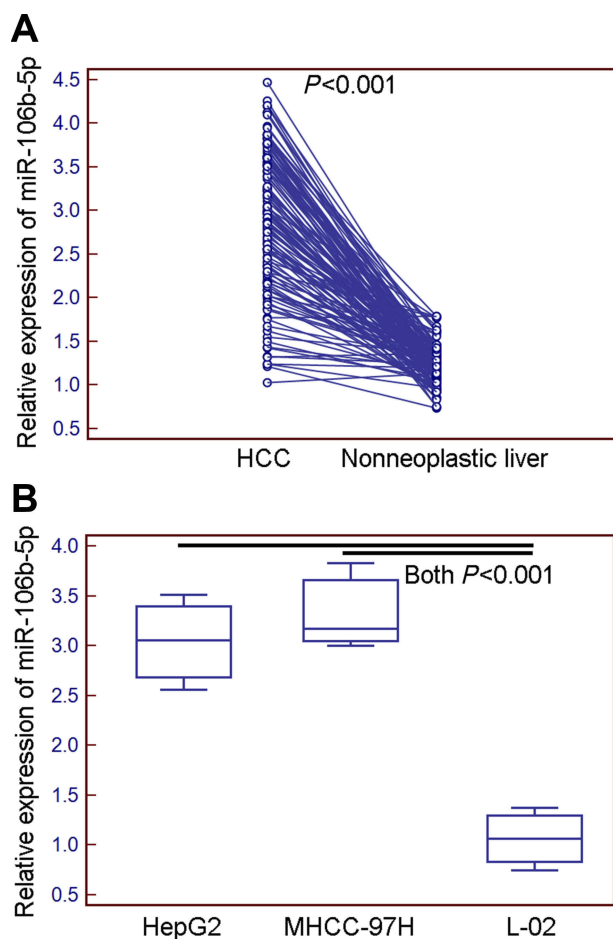 A
Relative expression of miR-106b-5p
4.5
4.0
3.5
3.0
2.5
2.0
1.5
1.0
0.5
P<0.001
HCC Nonneoplastic liver
B
Relative expression of miR-106b-5p
4.0
3.5
3.0
2.5
2.0
1.5
1.0
0.5
Both P<0.001
HepG2 MHCC-97H L-02